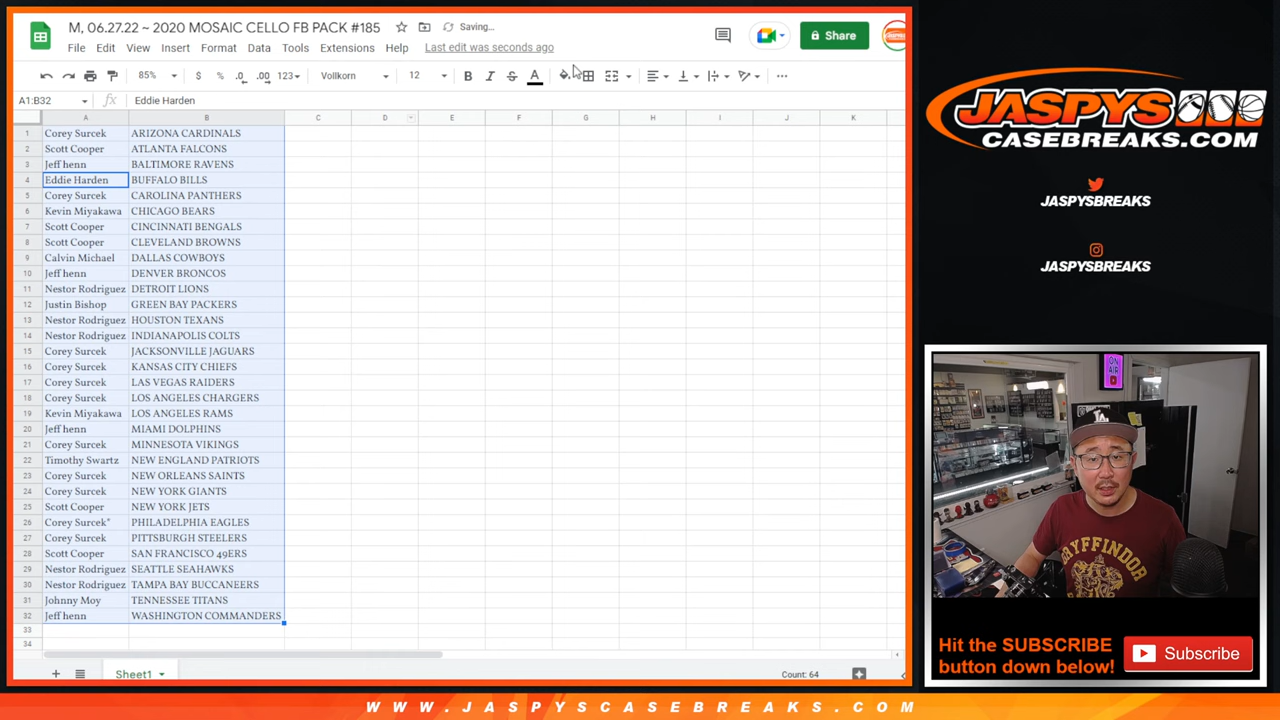 M, 06.27.22 ~ 2020 MOSAIC CELLO FB PACK #185
Saving...
File Edit View Insert Format Data Tools Extensions Help Last edit was seconds ago
Share
85% $ % .0 .00 123 Vollkorn 12 B I S A
A1:B32 fx Eddie Harden
A B C D E F G H I J K
1 Corey Surcek ARIZONA CARDINALS
2 Scott Cooper ATLANTA FALCONS
3 Jeff henn BALTIMORE RAVENS
4 Eddie Harden BUFFALO BILLS
5 Corey Surcek CAROLINA PANTHERS
6 Kevin Miyakawa CHICAGO BEARS
7 Scott Cooper CINCINNATI BENGALS
8 Scott Cooper CLEVELAND BROWNS
9 Calvin Michael DALLAS COWBOYS
10 Jeff henn DENVER BRONCOS
11 Nestor Rodriguez DETROIT LIONS
12 Justin Bishop GREEN BAY PACKERS
13 Nestor Rodriguez HOUSTON TEXANS
14 Nestor Rodriguez INDIANAPOLIS COLTS
15 Corey Surcek JACKSONVILLE JAGUARS
16 Corey Surcek KANSAS CITY CHIEFS
17 Corey Surcek LAS VEGAS RAIDERS
18 Corey Surcek LOS ANGELES CHARGERS
19 Kevin Miyakawa LOS ANGELES RAMS
20 Jeff henn MIAMI DOLPHINS
21 Corey Surcek MINNESOTA VIKINGS
22 Timothy Swartz NEW ENGLAND PATRIOTS
23 Corey Surcek NEW ORLEANS SAINTS
24 Corey Surcek NEW YORK GIANTS
25 Scott Cooper NEW YORK JETS
26 Corey Surcek* PHILADELPHIA EAGLES
27 Corey Surcek PITTSBURGH STEELERS
28 Scott Cooper SAN FRANCISCO 49ERS
29 Nestor Rodriguez SEATTLE SEAHAWKS
30 Nestor Rodriguez TAMPA BAY BUCCANEERS
31 Johnny Moy TENNESSEE TITANS
32 Jeff henn WASHINGTON COMMANDERS
33
34
Sheet1
Count: 64
JASPYS
CASEBREAKS.COM
JASPYSBREAKS
JASPYSBREAKS
ON AIR
LA
GRYFFINDOR
Hit the SUBSCRIBE
button down below!
Subscribe
WWW.JASPYSCASEBREAKS.COM